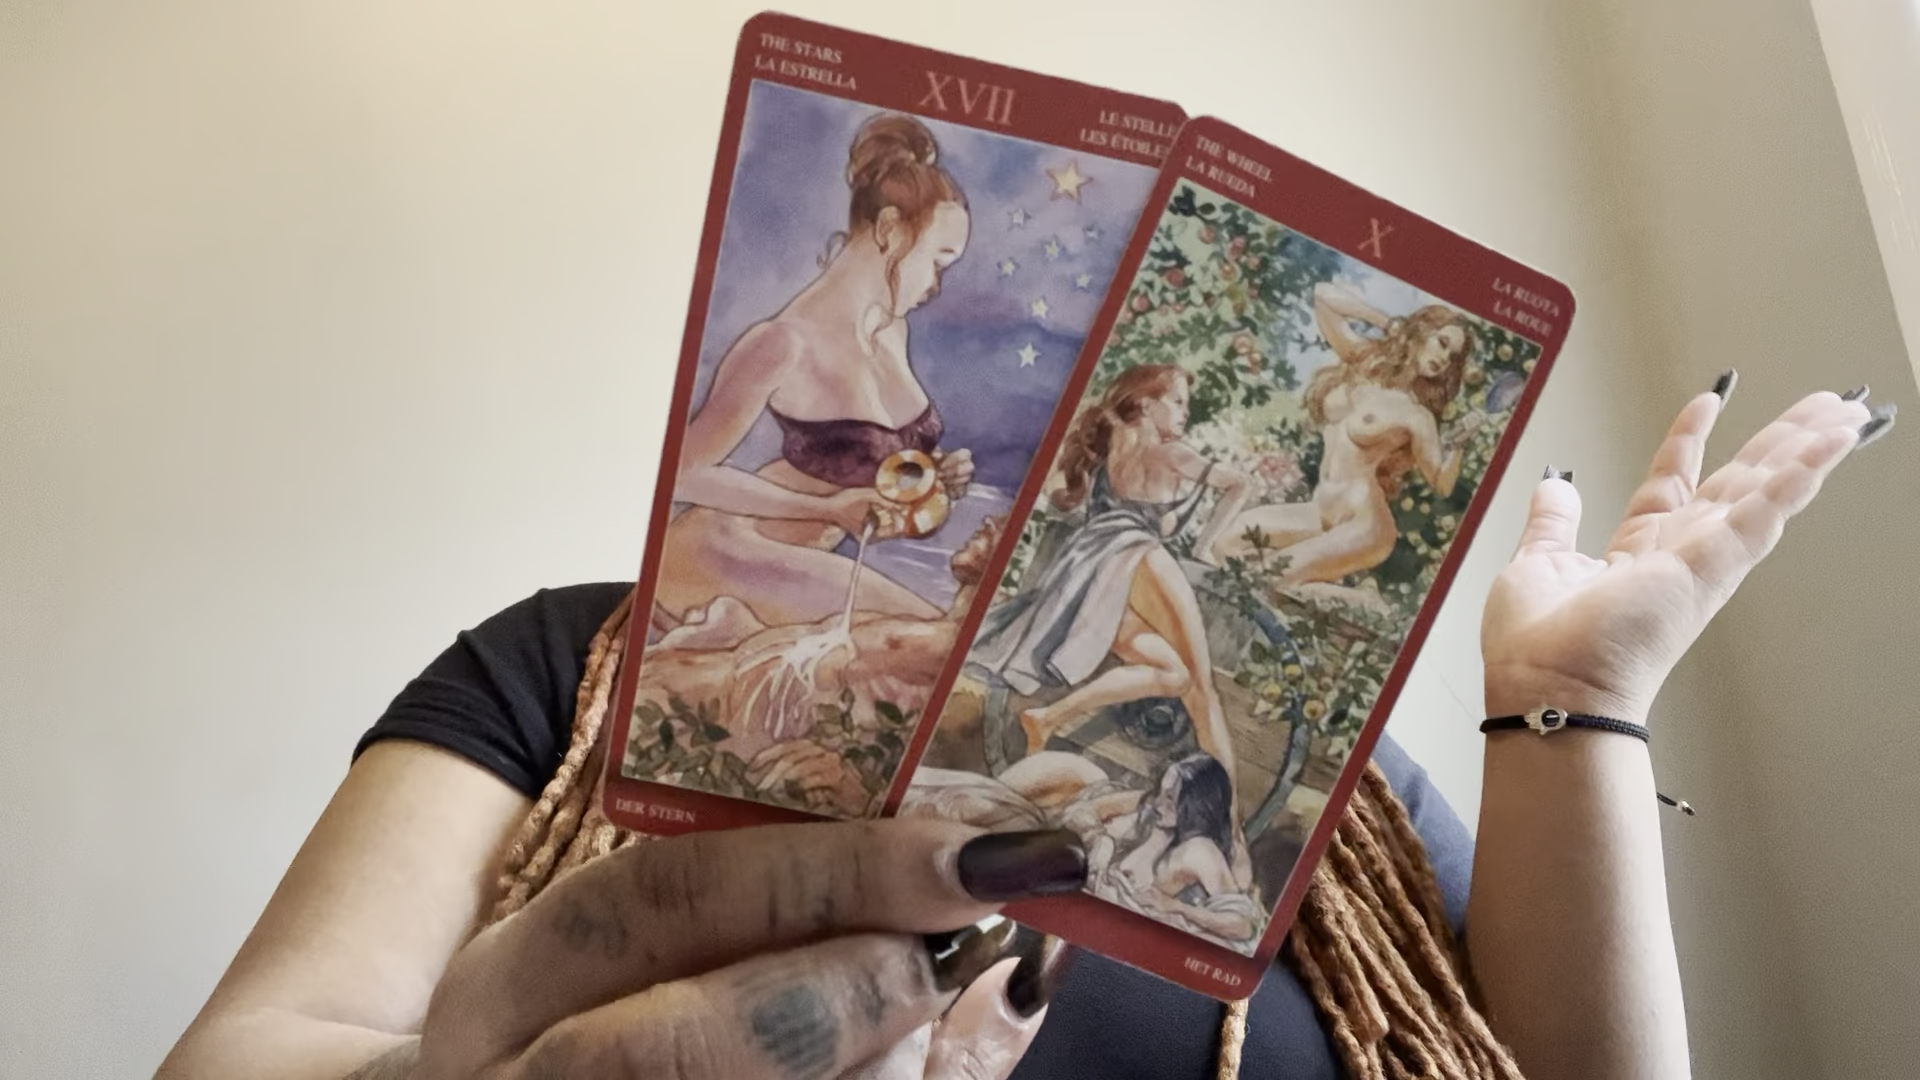 THE STARS
LA ESTRELLA
XVII
LE STELLE
LES ÉTOILES
DER STERN
THE WHEEL
LA RUEDA
X
LA RUOTA
LA ROUE
HET RAD